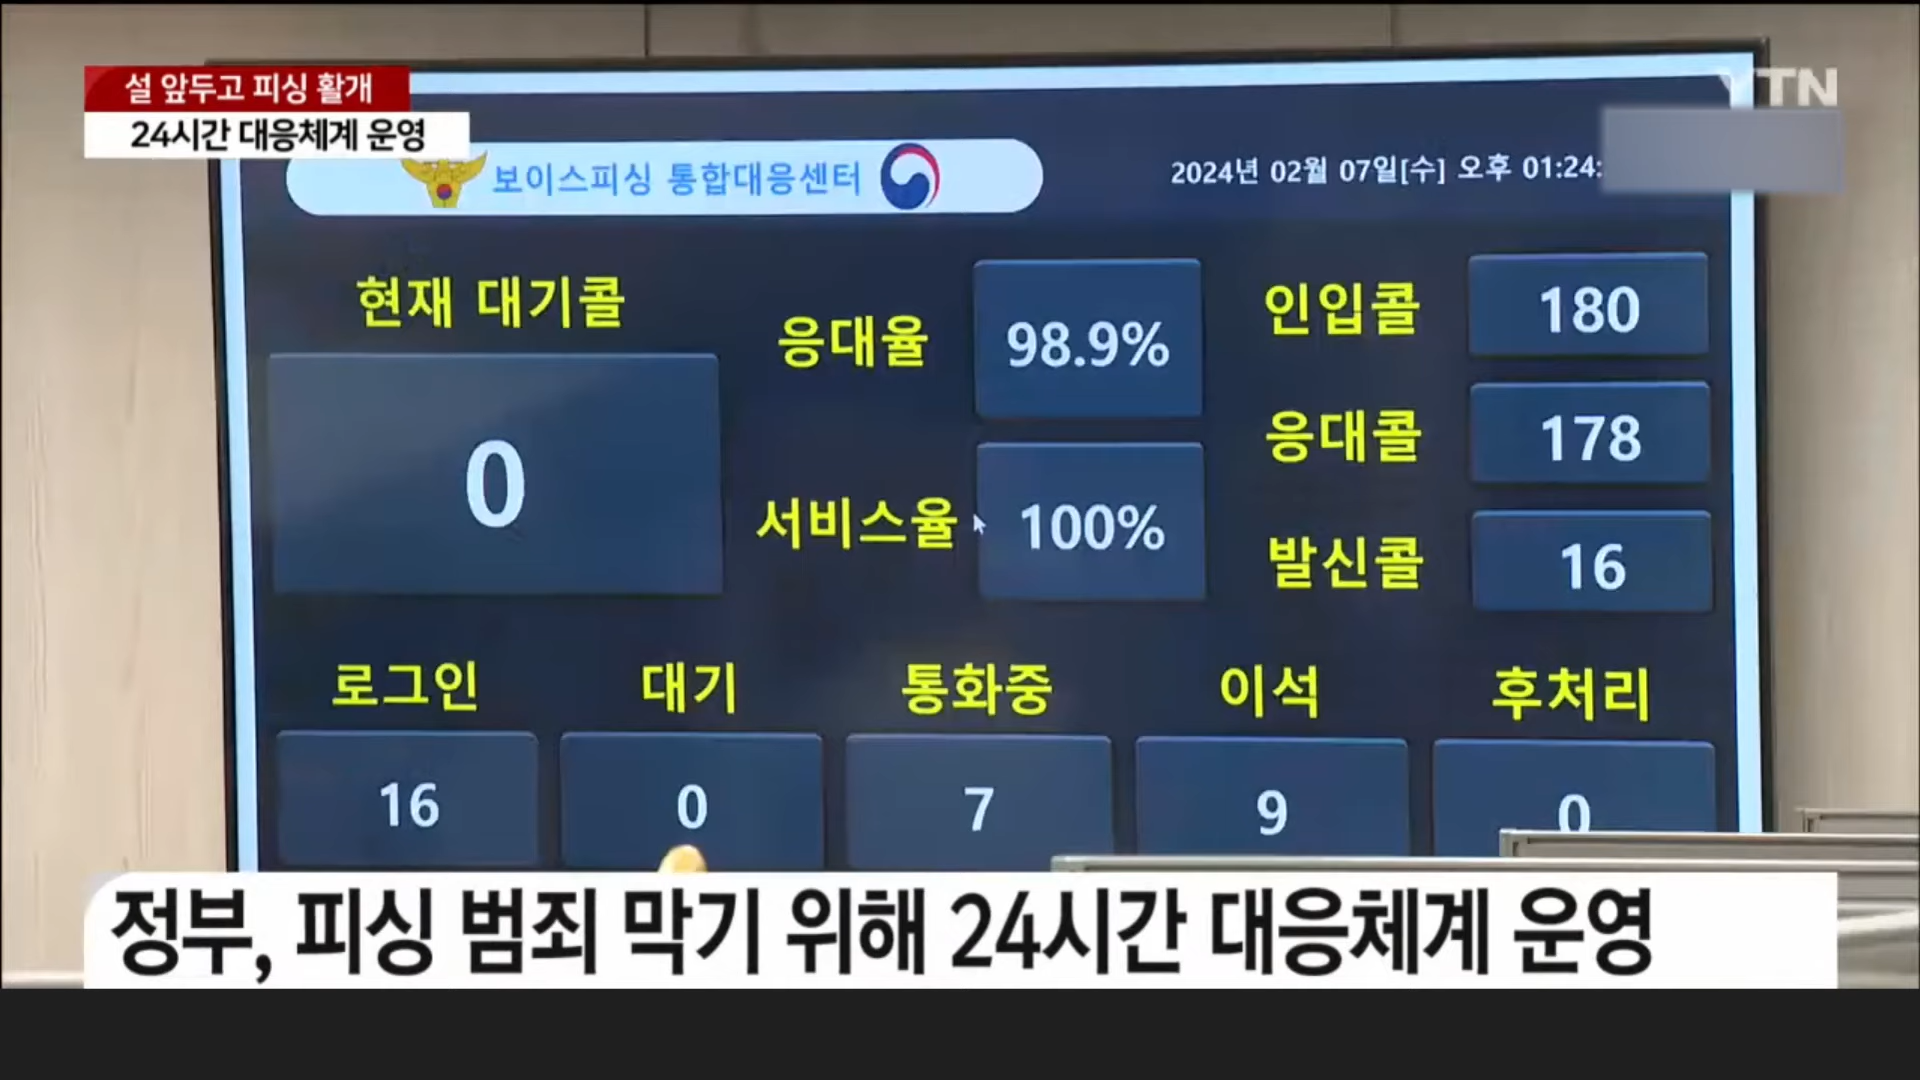 설 앞두고 피싱 활개
24시간 대응체계 운영
YTN
보이스피싱 통합대응센터
2024년 02월 07일[수] 오후 01:24:
현재 대기콜
0
응대율 98.9%
서비스율 100%
인입콜 180
응대콜 178
발신콜 16
로그인 대기 통화중 이석 후처리
16 0 7 9 0
정부, 피싱 범죄 막기 위해 24시간 대응체계 운영